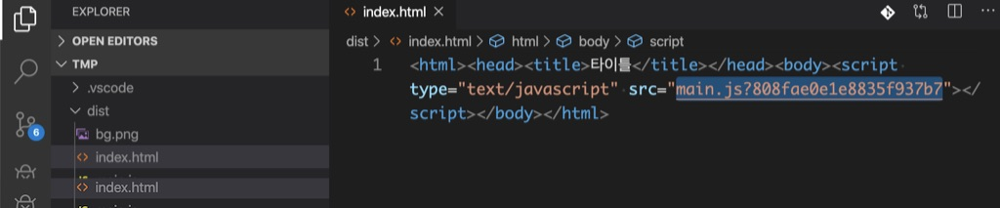 EXPLORER
OPEN EDITORS
TMP
.vscode
dist
bg.png
index.html
index.html
6
index.html
dist > index.html > html > body > script
1 <html><head><title>타이틀</title></head><body><script
type="text/javascript" src="main.js?808fae0e1e8835f937b7"></
script></body></html>